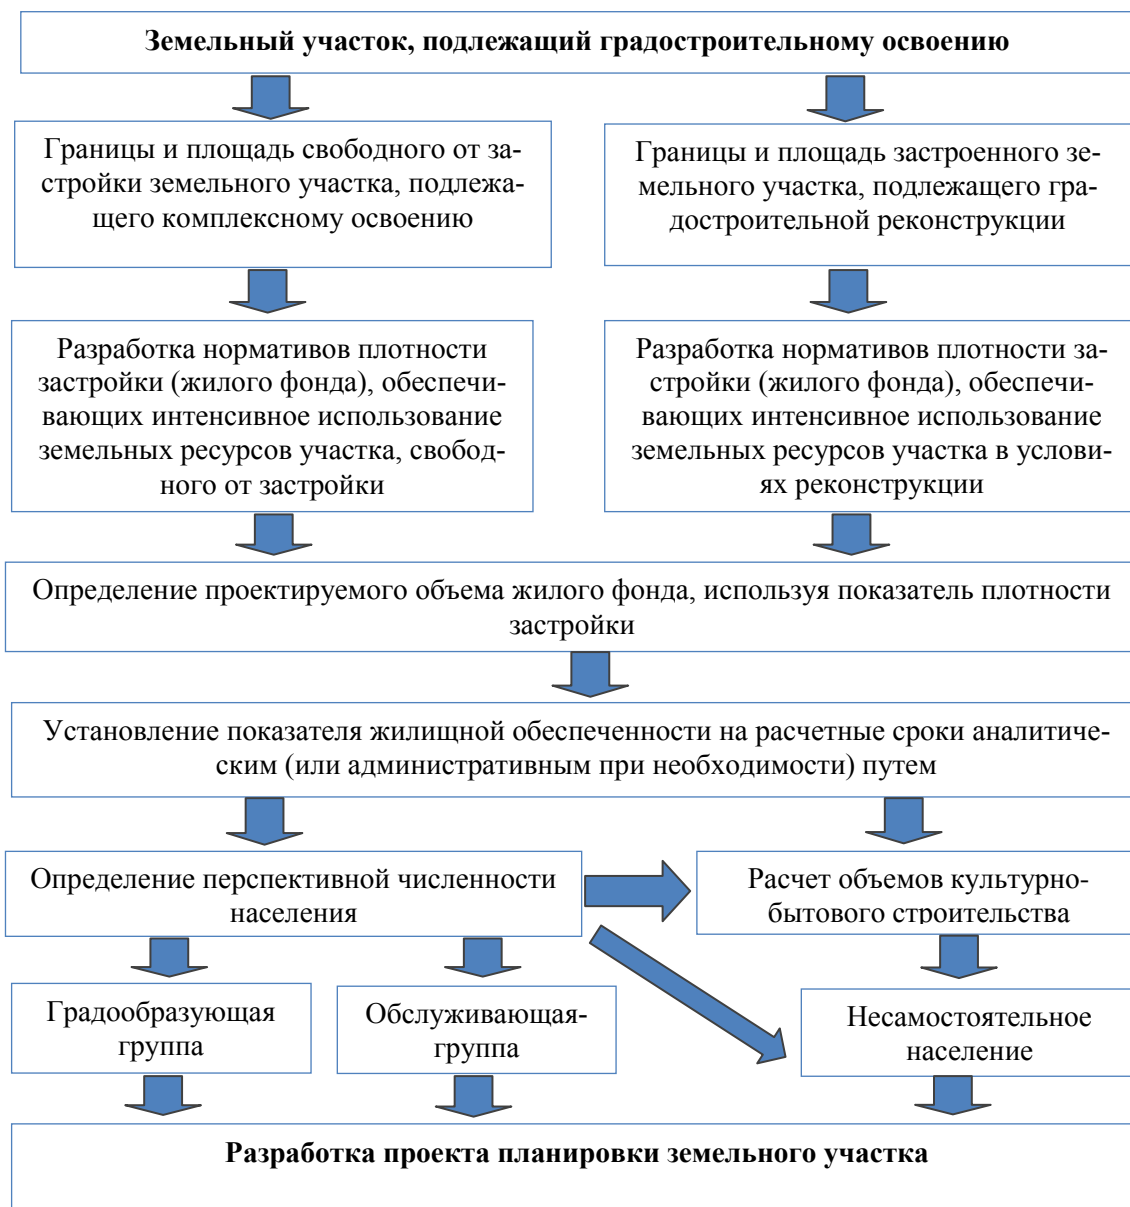 Земельный участок, подлежащий градостроительному освоению
Границы и площадь свободного от за-
стройки земельного участка, подлежа-
щего комплексному освоению
Границы и площадь застроенного зе-
мельного участка, подлежащего гра-
достроительной реконструкции
Разработка нормативов плотности
застройки (жилого фонда), обеспечи-
вающих интенсивное использование
земельных ресурсов участка, свобод-
ного от застройки
Разработка нормативов плотности за-
стройки (жилого фонда), обеспечи-
вающих интенсивное использование
земельных ресурсов участка в услови-
ях реконструкции
Определение проектируемого объема жилого фонда, используя показатель плотности
застройки
Установление показателя жилищной обеспеченности на расчетные сроки аналитиче-
ским (или административным при необходимости) путем
Определение перспективной численности
населения
Расчет объемов культурно-
бытового строительства
Градообразующая
группа
Обслуживающая-
группа
Несамостоятельное
население
Разработка проекта планировки земельного участка